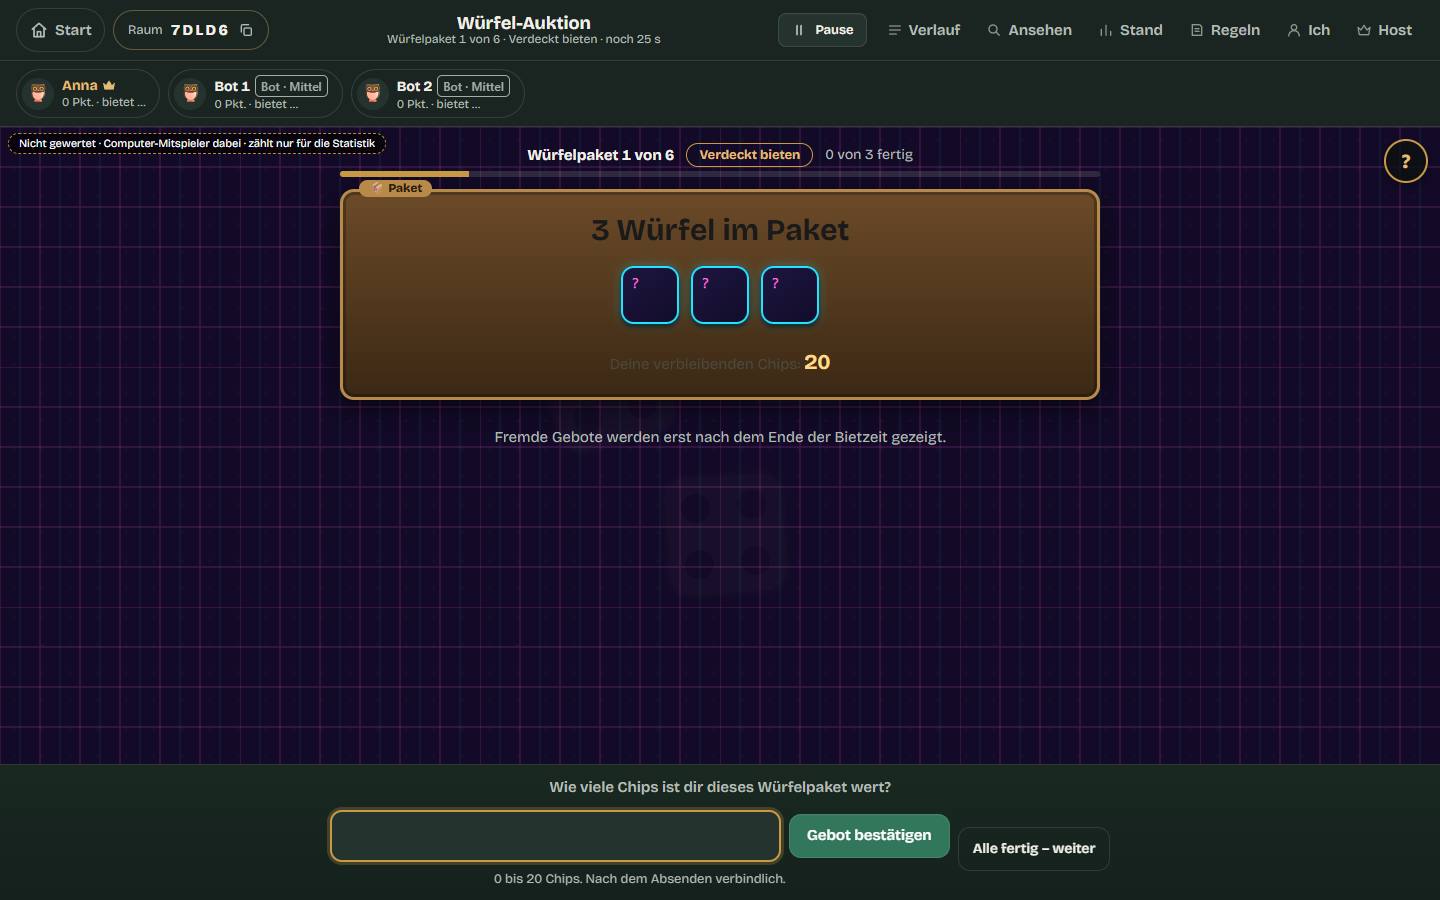 Start
Raum 7DLD6
Würfel-Auktion
Würfelpaket 1 von 6 · Verdeckt bieten · noch 25 s
Pause
Verlauf
Ansehen
Stand
Regeln
Ich
Host
Anna
0 Pkt. · bietet ...
Bot 1 Bot · Mittel
0 Pkt. · bietet ...
Bot 2 Bot · Mittel
0 Pkt. · bietet ...
Nicht gewertet · Computer-Mitspieler dabei · zählt nur für die Statistik
Würfelpaket 1 von 6 Verdeckt bieten 0 von 3 fertig
?
Paket
3 Würfel im Paket
? ? ?
Deine verbleibenden Chips: 20
Fremde Gebote werden erst nach dem Ende der Bietzeit gezeigt.
Wie viele Chips ist dir dieses Würfelpaket wert?
Gebot bestätigen
Alle fertig – weiter
0 bis 20 Chips. Nach dem Absenden verbindlich.